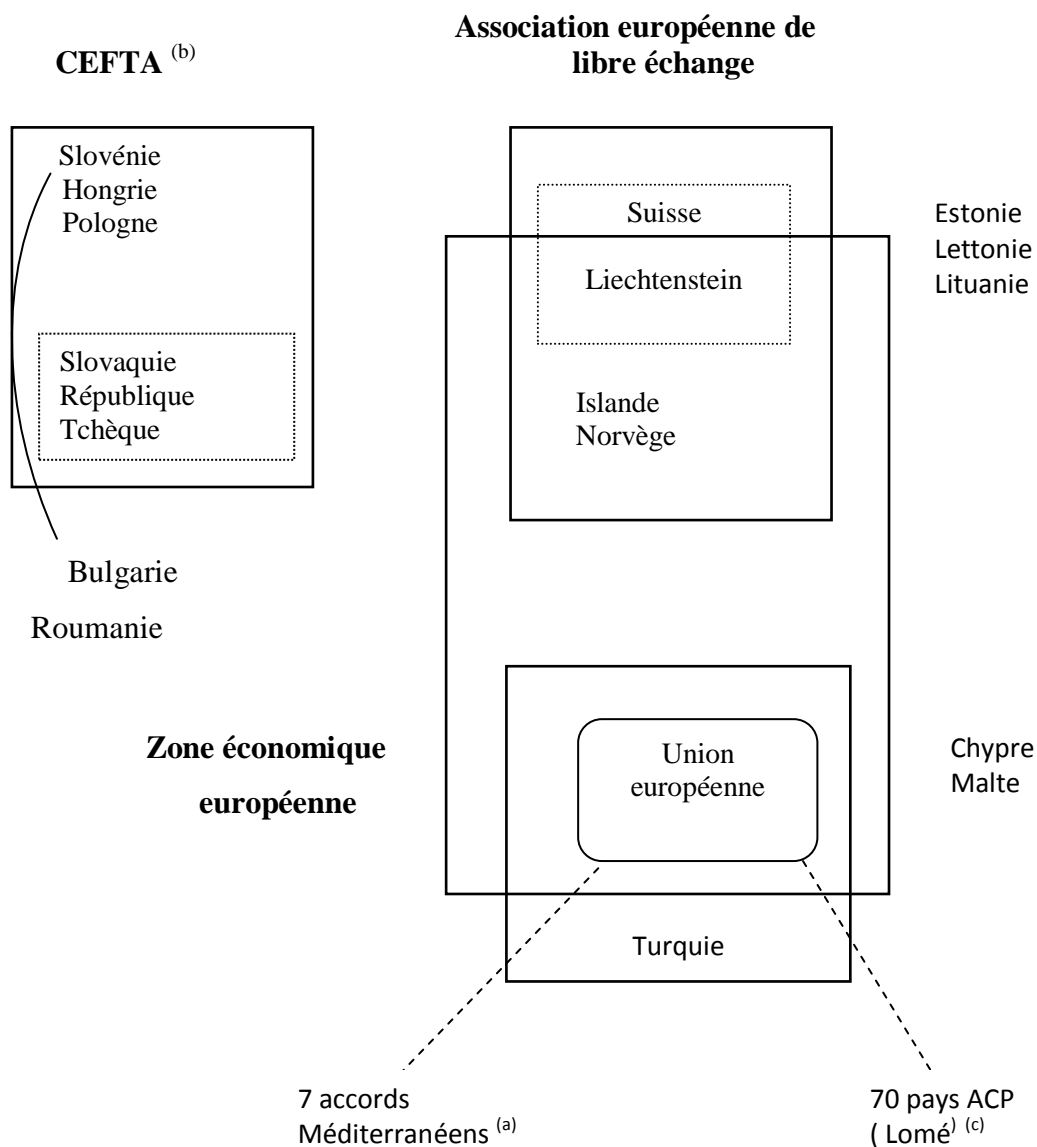 CEFTA (b)
Association européenne de
libre échange
Slovénie
Hongrie
Pologne
Slovaquie
République
Tchèque
Bulgarie
Roumanie
Suisse
Liechtenstein
Islande
Norvège
Estonie
Lettonie
Lituanie
Zone économique
européenne
Union
européenne
Chypre
Malte
Turquie
7 accords
Méditerranéens (a)
70 pays ACP
( Lomé) (c)